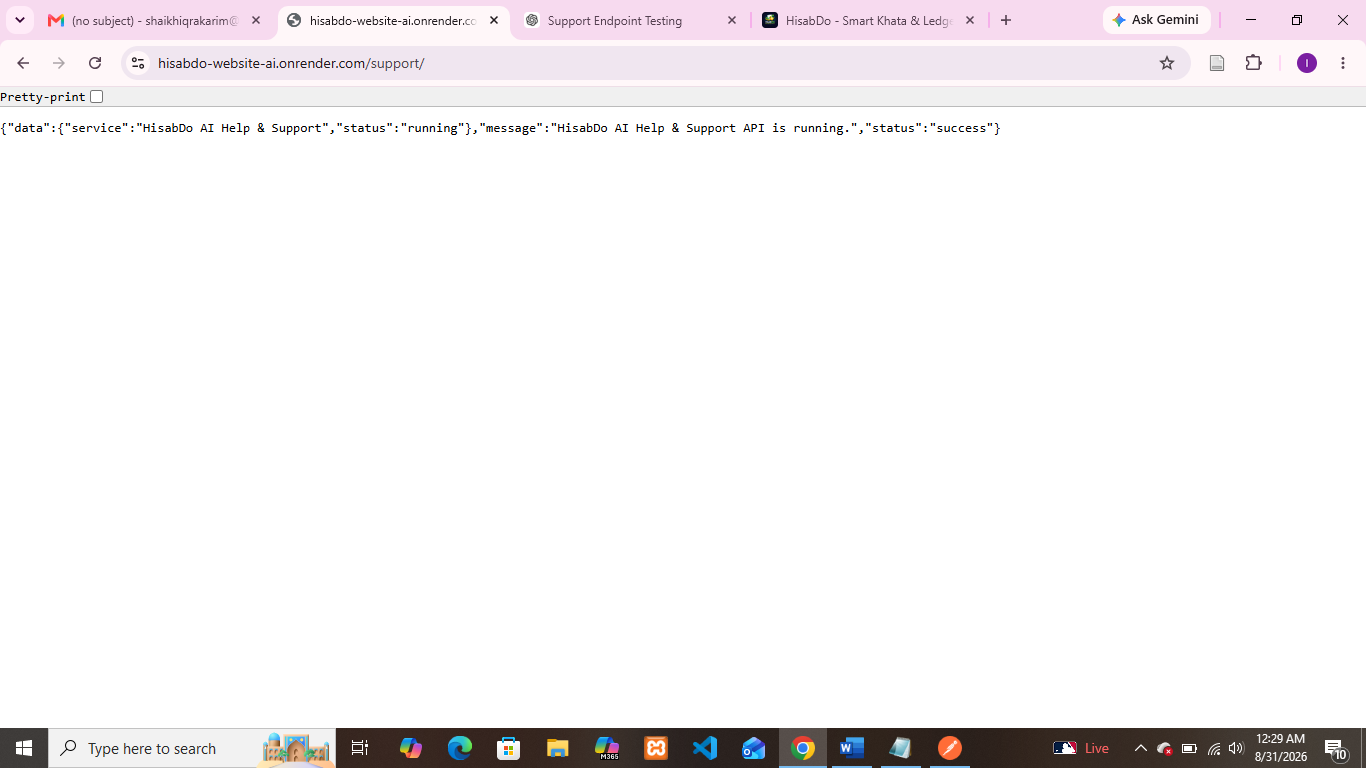 (no subject) - shaikhiqrakarim@
hisabdo-website-ai.onrender.co
Support Endpoint Testing
HisabDo - Smart Khata & Ledge
Ask Gemini
hisabdo-website-ai.onrender.com/support/
I
Pretty-print
{"data":{"service":"HisabDo AI Help & Support","status":"running"},"message":"HisabDo AI Help & Support API is running.","status":"success"}
Type here to search
M365
Live
12:29 AM
8/31/2026
10